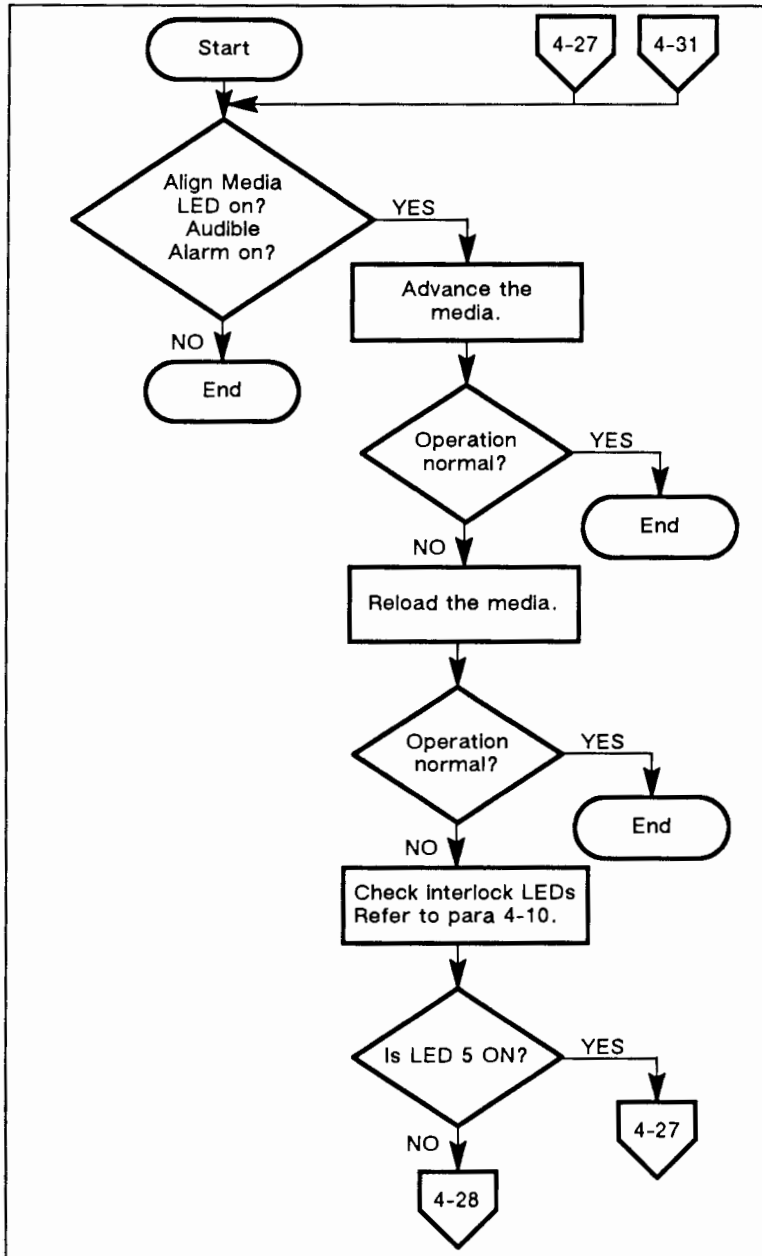 Start
4-27
4-31
Align Media
LED on?
Audible
Alarm on?
YES
Advance the
media.
NO
End
Operation
normal?
YES
End
NO
Reload the media.
Operation
normal?
YES
End
NO
Check interlock LEDs
Refer to para 4-10.
Is LED 5 ON?
YES
4-27
NO
4-28